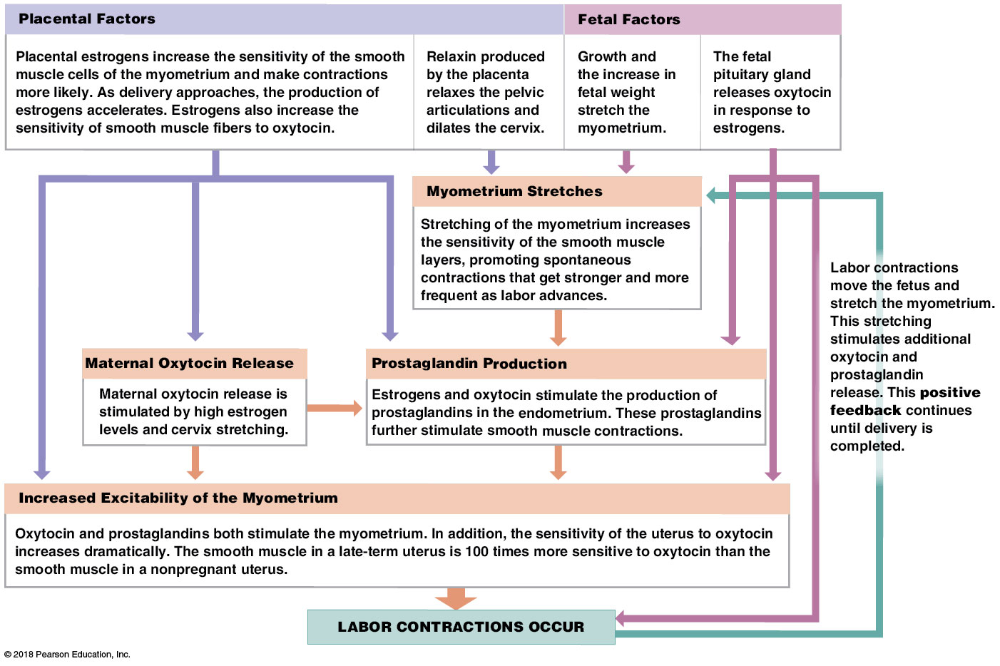 Placental Factors
Fetal Factors
Placental estrogens increase the sensitivity of the smooth
muscle cells of the myometrium and make contractions
more likely. As delivery approaches, the production of
estrogens accelerates. Estrogens also increase the
sensitivity of smooth muscle fibers to oxytocin.
Relaxin produced
by the placenta
relaxes the pelvic
articulations and
dilates the cervix.
Growth and
the increase in
fetal weight
stretch the
myometrium.
The fetal
pituitary gland
releases oxytocin
in response to
estrogens.
Myometrium Stretches
Stretching of the myometrium increases
the sensitivity of the smooth muscle
layers, promoting spontaneous
contractions that get stronger and more
frequent as labor advances.
Labor contractions
move the fetus and
stretch the myometrium.
This stretching
stimulates additional
oxytocin and
prostaglandin
release. This positive
feedback continues
until delivery is
completed.
Maternal Oxytocin Release
Maternal oxytocin release is
stimulated by high estrogen
levels and cervix stretching.
Prostaglandin Production
Estrogens and oxytocin stimulate the production of
prostaglandins in the endometrium. These prostaglandins
further stimulate smooth muscle contractions.
Increased Excitability of the Myometrium
Oxytocin and prostaglandins both stimulate the myometrium. In addition, the sensitivity of the uterus to oxytocin
increases dramatically. The smooth muscle in a late-term uterus is 100 times more sensitive to oxytocin than the
smooth muscle in a nonpregnant uterus.
LABOR CONTRACTIONS OCCUR
© 2018 Pearson Education, Inc.